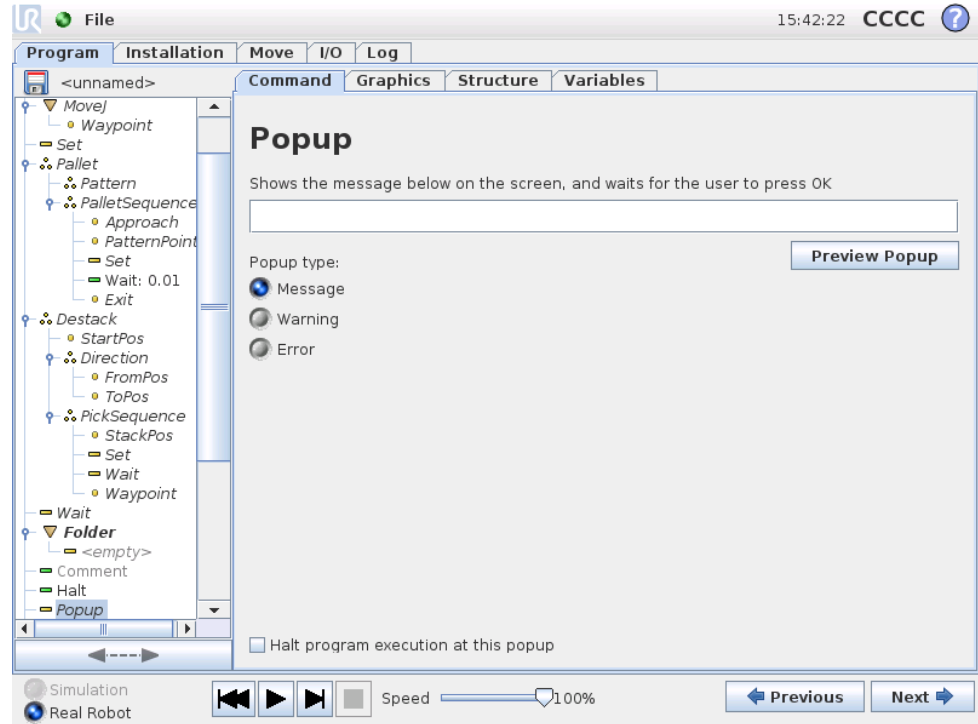 UR File 15:42:22 CCCC ?
Program Installation Move I/O Log
<unnamed>
Command Graphics Structure Variables
MoveJ
Waypoint
Set
Pallet
Pattern
PalletSequence
Approach
PatternPoint
Set
Wait: 0.01
Exit
Destack
StartPos
Direction
FromPos
ToPos
PickSequence
StackPos
Set
Wait
Waypoint
Wait
Folder
<empty>
Comment
Halt
Popup
Popup
Shows the message below on the screen, and waits for the user to press OK
Preview Popup
Popup type:
Message
Warning
Error
Halt program execution at this popup
Simulation
Real Robot
Speed 100%
Previous Next